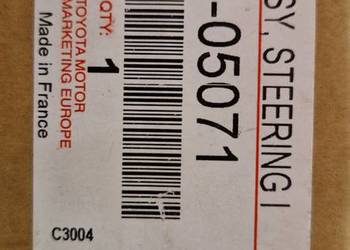 SY, STEERING I
-05071
QTY:
1
TOYOTA MOTOR
MARKETING EUROPE
Made in France
C3004